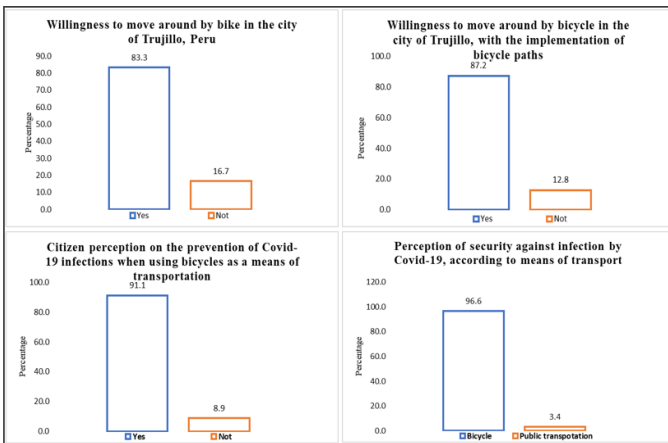 Willingness to move around by bike in the city
of Trujillo, Peru
90.0
80.0
70.0
60.0
50.0
40.0
30.0
20.0
10.0
0.0
Percentage
83.3
16.7
Yes
Not
Willingness to move around by bicycle in the
city of Trujillo, with the implementation of
bicycle paths
100.0
80.0
60.0
40.0
20.0
0.0
Percentage
87.2
12.8
Yes
Not
Citizen perception on the prevention of Covid-
19 infections when using bicycles as a means of
transportation
100.0
80.0
60.0
40.0
20.0
0.0
Percentage
91.1
8.9
Yes
Not
Perception of security against infection by
Covid-19, according to means of transport
120.0
100.0
80.0
60.0
40.0
20.0
0.0
Percentage
96.6
3.4
Bicycle
Public transpotation